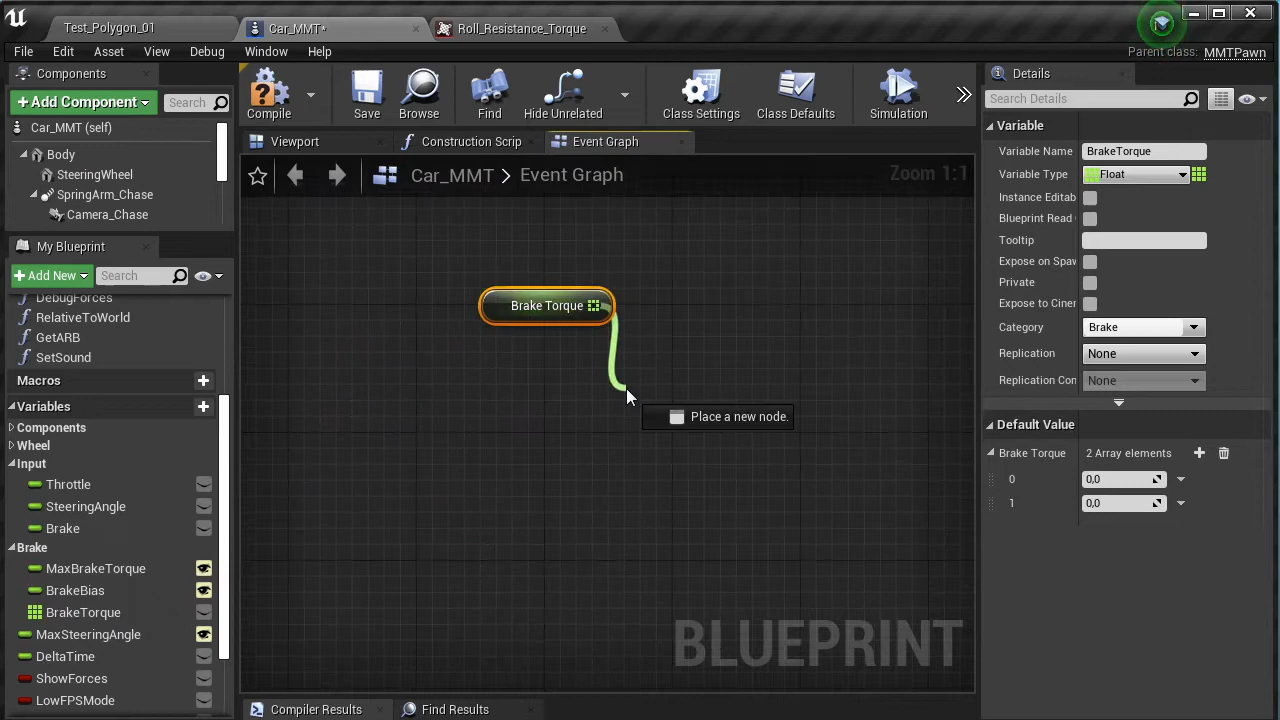 Test_Polygon_01
Car_MMT*
Roll_Resistance_Torque
File Edit Asset View Debug Window Help
Parent class: MMTPawn
Components
+ Add Component
Search
Car_MMT (self)
Body
SteeringWheel
SpringArm_Chase
Camera_Chase
My Blueprint
+ Add New
Search
DebugForces
RelativeToWorld
GetARB
SetSound
Macros
Variables
Components
Wheel
Input
Throttle
SteeringAngle
Brake
Brake
MaxBrakeTorque
BrakeBias
BrakeTorque
MaxSteeringAngle
DeltaTime
ShowForces
LowFPSMode
Compile
Save
Browse
Find
Hide Unrelated
Class Settings
Class Defaults
Simulation
Viewport
Construction Scrip
Event Graph
Car_MMT > Event Graph
Zoom 1:1
Brake Torque
Place a new node.
BLUEPRINT
Compiler Results
Find Results
Details
Search Details
Variable
Variable Name BrakeTorque
Variable Type Float
Instance Editab
Blueprint Read
Tooltip
Expose on Spaw
Private
Expose to Cinem
Category Brake
Replication None
Replication Con None
Default Value
Brake Torque 2 Array elements
0 0,0
1 0,0